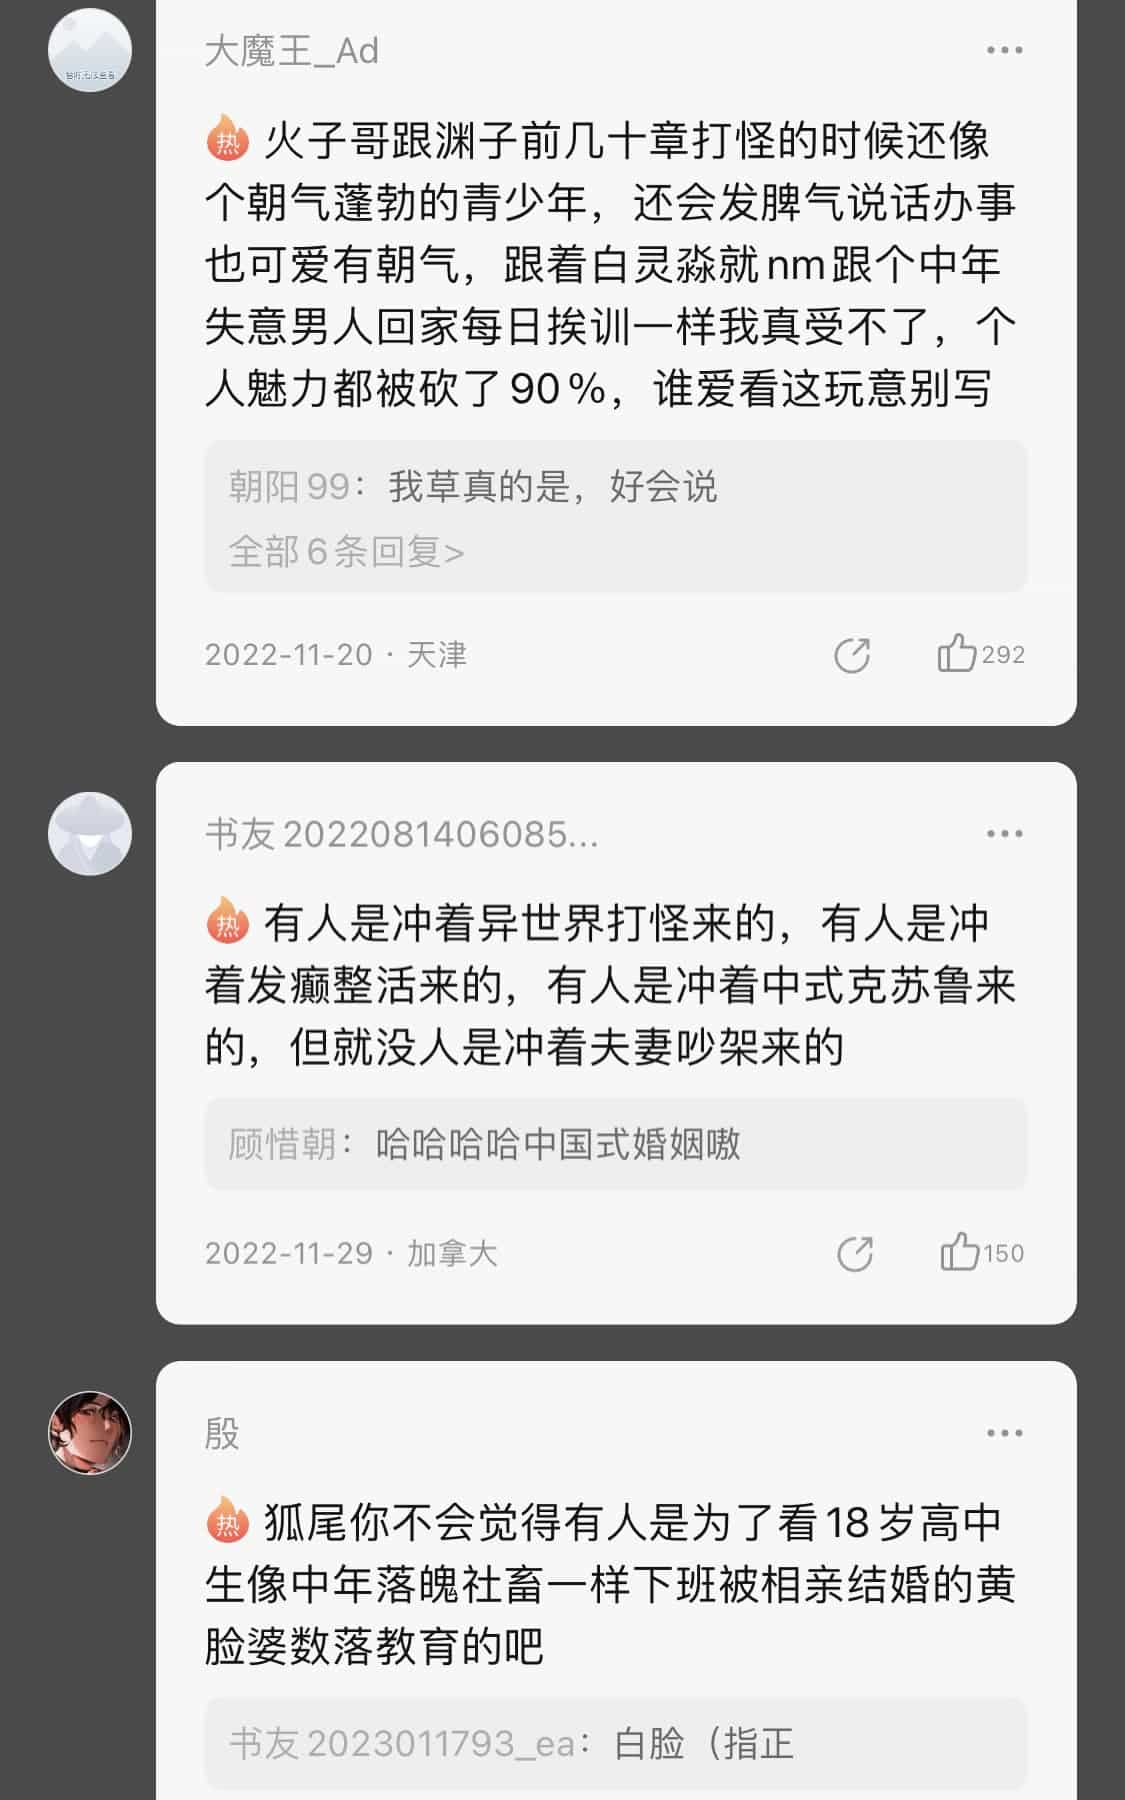 大魔王_Ad
热 火子哥跟渊子前几十章打怪的时候还像
个朝气蓬勃的青少年，还会发脾气说话办事
也可爱有朝气，跟着白灵淼就nm跟个中年
失意男人回家每日挨训一样我真受不了，个
人魅力都被砍了90%，谁爱看这玩意别写
朝阳99：我草真的是，好会说
全部6条回复>
2022-11-20 · 天津
292
书友2022081406085...
热 有人是冲着异世界打怪来的，有人是冲
着发癫整活来的，有人是冲着中式克苏鲁来
的，但就没人是冲着夫妻吵架来的
顾惜朝：哈哈哈哈中国式婚姻嗷
2022-11-29 · 加拿大
150
殷
热 狐尾你不会觉得有人是为了看18岁高中
生像中年落魄社畜一样下班被相亲结婚的黄
脸婆数落教育的吧
书友2023011793_ea：白脸（指正